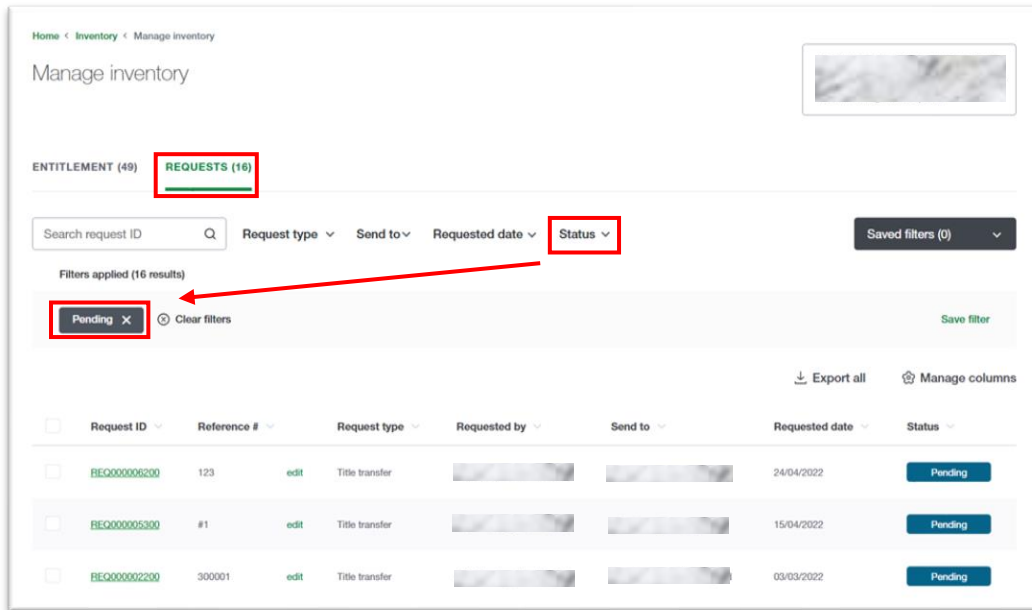 Home < Inventory < Manage inventory
Manage inventory
ENTITLEMENT (49) REQUESTS (16)
Search request ID Request type Send to Requested date Status Saved filters (0)
Filters applied (16 results)
Pending X Clear filters Save filter
Export all Manage columns
Request ID Reference # Request type Requested by Send to Requested date Status
REQ000006200 123 edit Title transfer 24/04/2022 Pending
REQ000005300 #1 edit Title transfer 15/04/2022 Pending
REQ000002200 300001 edit Title transfer 03/03/2022 Pending